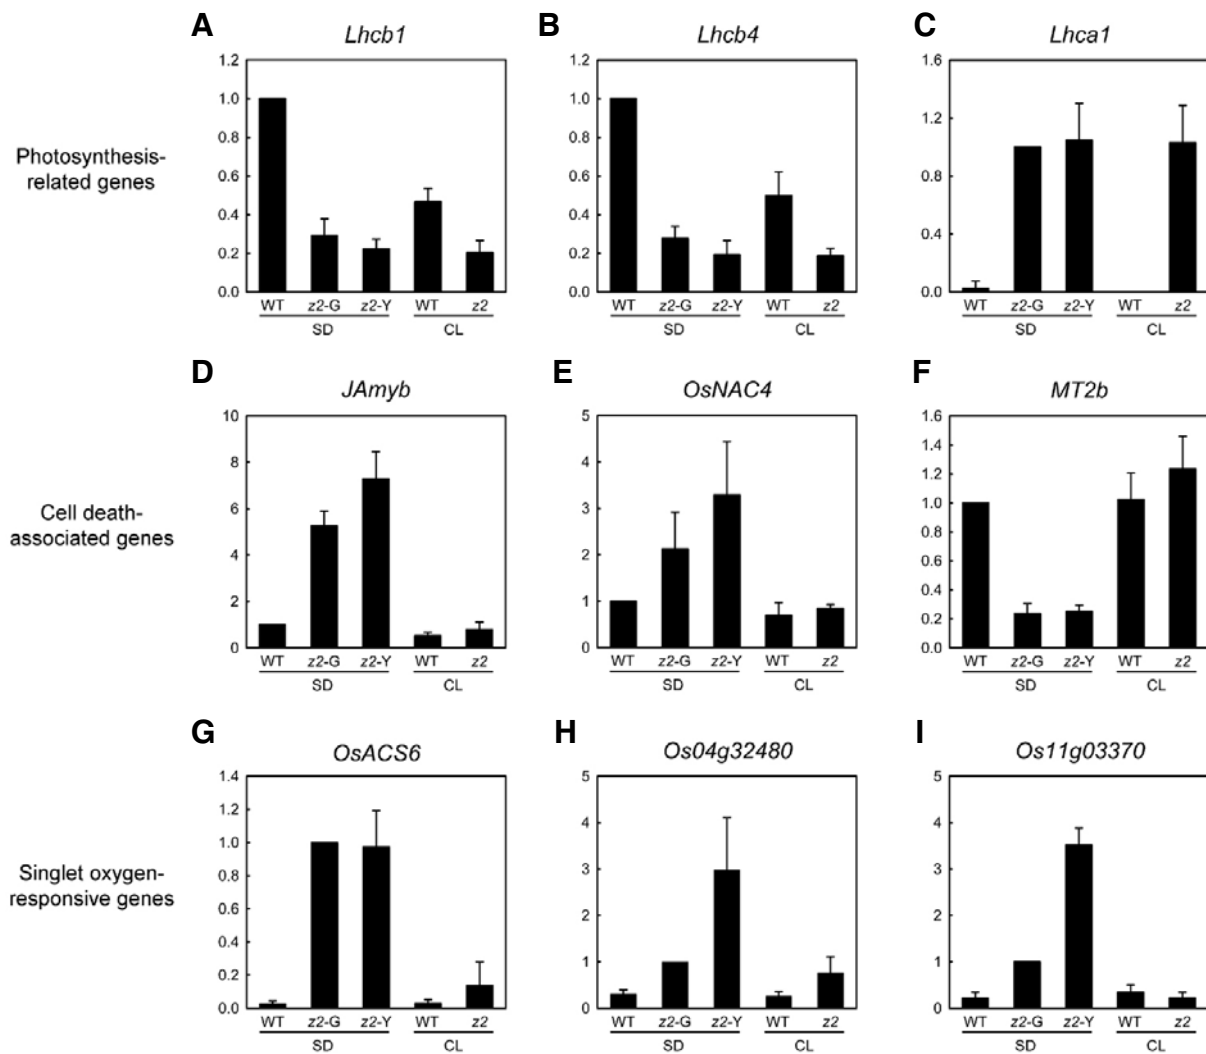 A
Lhcb1
B
Lhcb4
C
Lhca1
Photosynthesis-
related genes
1.2
1.0
0.8
0.6
0.4
0.2
0.0
WT z2-G z2-Y WT z2
SD CL
1.2
1.0
0.8
0.6
0.4
0.2
0.0
WT z2-G z2-Y WT z2
SD CL
1.6
1.2
0.8
0.4
0.0
WT z2-G z2-Y WT z2
SD CL
D
JAmyb
E
OsNAC4
F
MT2b
Cell death-
associated genes
10
8
6
4
2
0
WT z2-G z2-Y WT z2
SD CL
5
4
3
2
1
0
WT z2-G z2-Y WT z2
SD CL
1.6
1.4
1.2
1.0
0.8
0.6
0.4
0.2
0.0
WT z2-G z2-Y WT z2
SD CL
G
OsACS6
H
Os04g32480
I
Os11g03370
Singlet oxygen-
responsive genes
1.4
1.2
1.0
0.8
0.6
0.4
0.2
0.0
WT z2-G z2-Y WT z2
SD CL
5
4
3
2
1
0
WT z2-G z2-Y WT z2
SD CL
5
4
3
2
1
0
WT z2-G z2-Y WT z2
SD CL